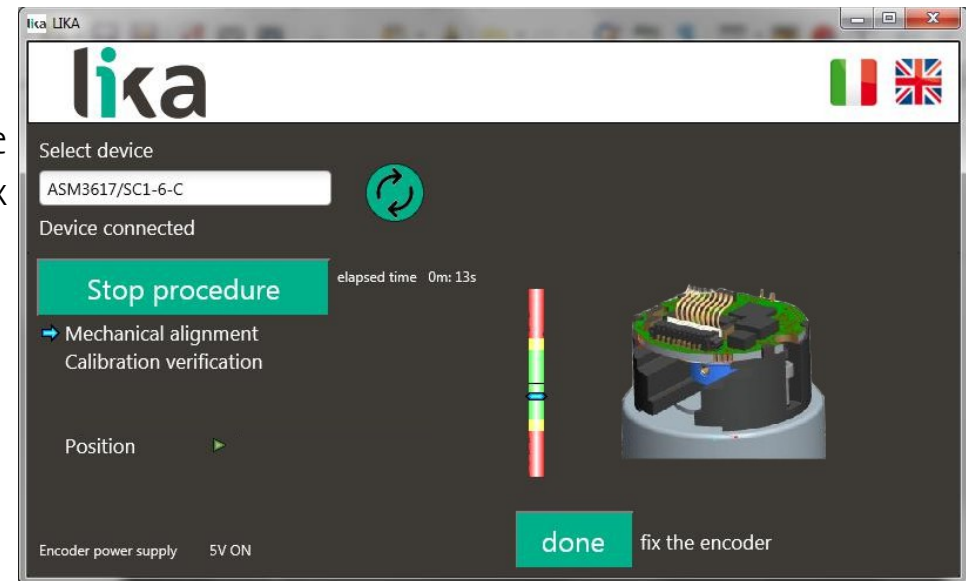 lika LIKA
lika
e
Select device
x
ASM3617/SC1-6-C
Device connected
Stop procedure
elapsed time 0m: 13s
Mechanical alignment
Calibration verification
Position
Encoder power supply 5V ON
done
fix the encoder